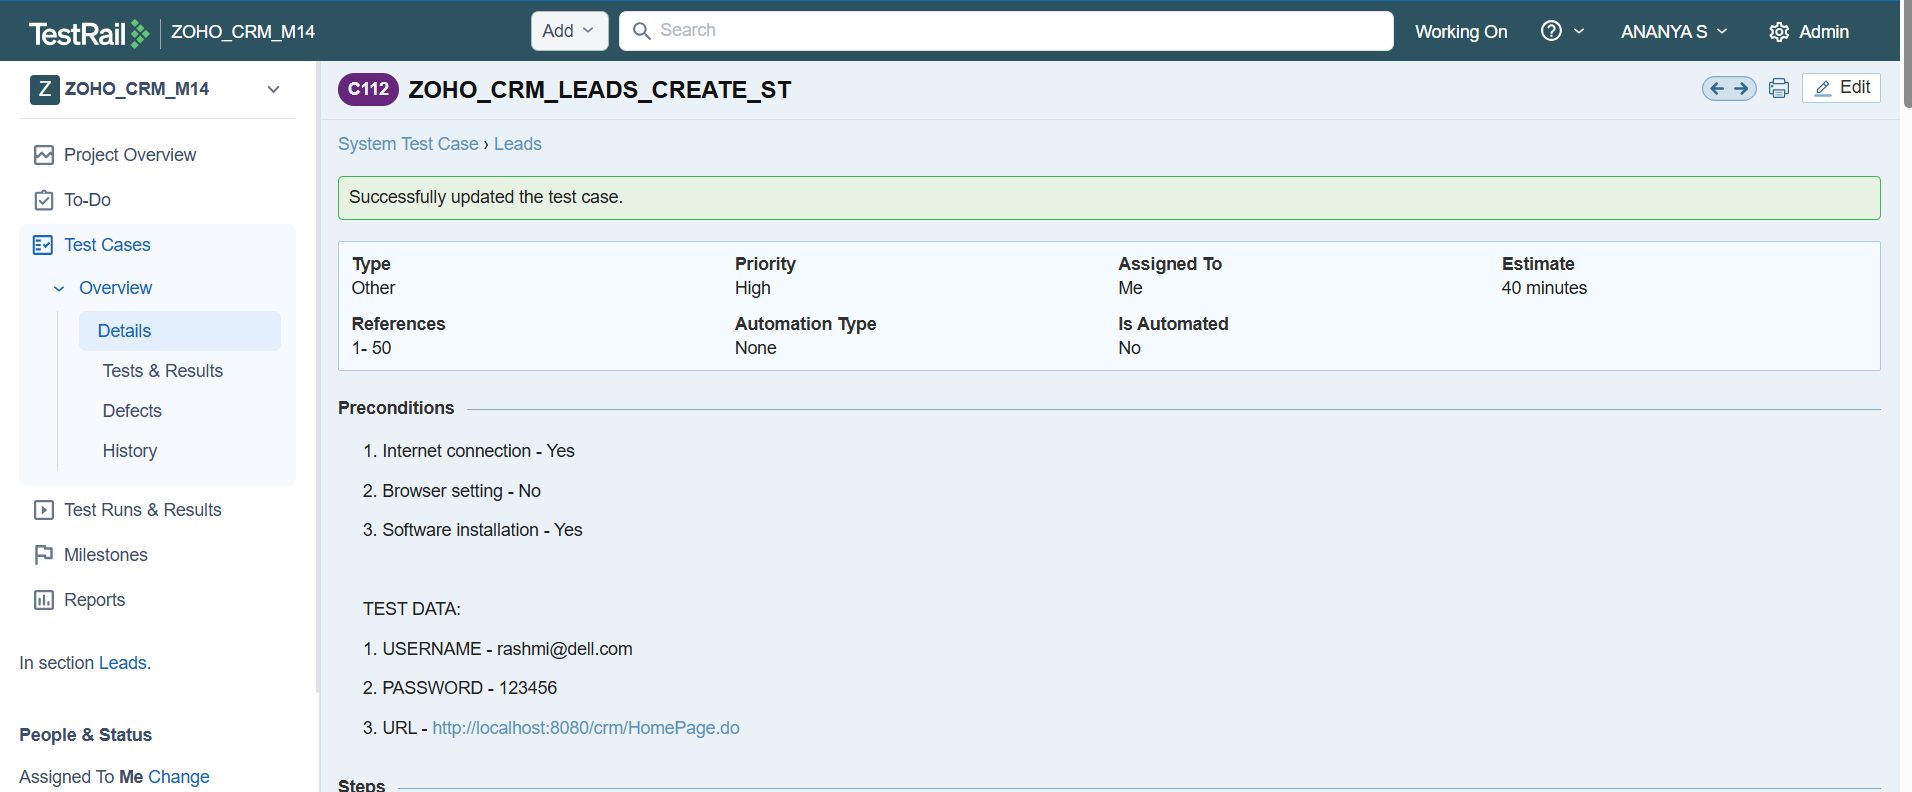 TestRail ZOHO_CRM_M14 Add Search Working On ANANYA S Admin
Z ZOHO_CRM_M14
Project Overview
To-Do
Test Cases
Overview
Details
Tests & Results
Defects
History
Test Runs & Results
Milestones
Reports
In section Leads.
People & Status
Assigned To Me Change
C112 ZOHO_CRM_LEADS_CREATE_ST Edit
System Test Case › Leads
Successfully updated the test case.
Type Priority Assigned To Estimate
Other High Me 40 minutes
References Automation Type Is Automated
1- 50 None No
Preconditions
1. Internet connection - Yes
2. Browser setting - No
3. Software installation - Yes
TEST DATA:
1. USERNAME - rashmi@dell.com
2. PASSWORD - 123456
3. URL - http://localhost:8080/crm/HomePage.do
Steps